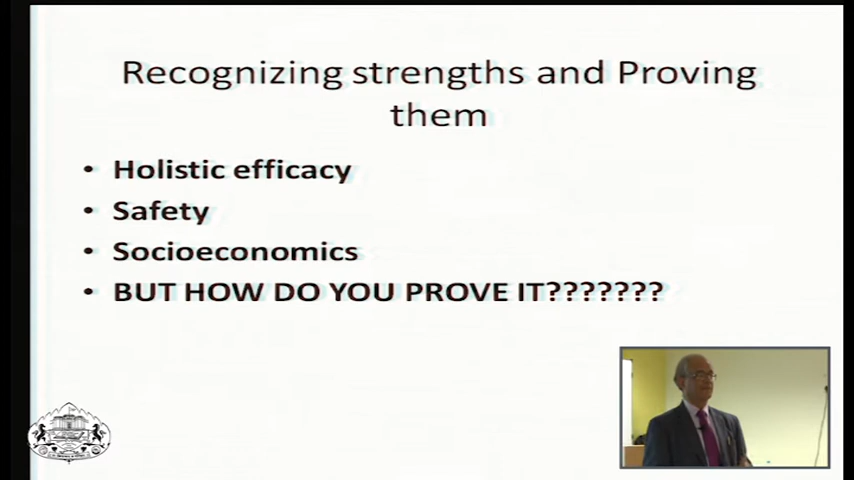 Recognizing strengths and Proving
them
• Holistic efficacy
• Safety
• Socioeconomics
• BUT HOW DO YOU PROVE IT???????